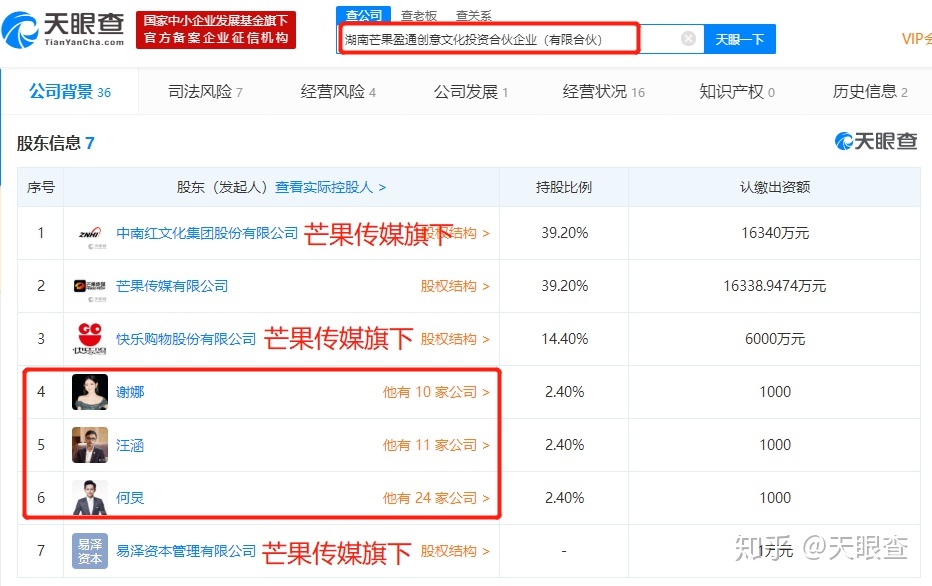 天眼查
TianYanCha.com
国家中小企业发展基金旗下
官方备案企业征信机构
查公司 查老板 查关系
湖南芒果盈通创意文化投资合伙企业（有限合伙）
天眼一下
VIP会
公司背景 36 司法风险 7 经营风险 4 公司发展 1 经营状况 16 知识产权 0 历史信息 2
股东信息 7
天眼查
序号 股东（发起人） 查看实际控股人 > 持股比例 认缴出资额
1 ZNHI 中南红文化集团股份有限公司 芒果传媒旗下 股权结构 > 39.20% 16340万元
2 芒果传媒有限公司 股权结构 > 39.20% 16338.9474万元
3 GO 快乐购物股份有限公司 芒果传媒旗下 股权结构 > 14.40% 6000万元
4 谢娜 他有 10 家公司 > 2.40% 1000
5 汪涵 他有 11 家公司 > 2.40% 1000
6 何炅 他有 24 家公司 > 2.40% 1000
7 易泽资本 易泽资本管理有限公司 芒果传媒旗下 股权结构 > - 1万元
知乎 @天眼查